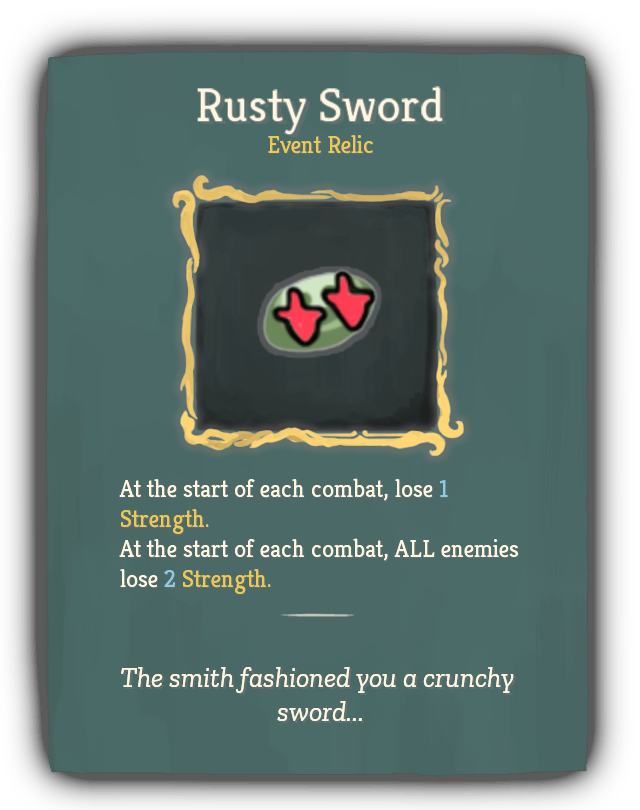 Rusty Sword
Event Relic
At the start of each combat, lose 1
Strength.
At the start of each combat, ALL enemies
lose 2 Strength.
The smith fashioned you a crunchy
sword...